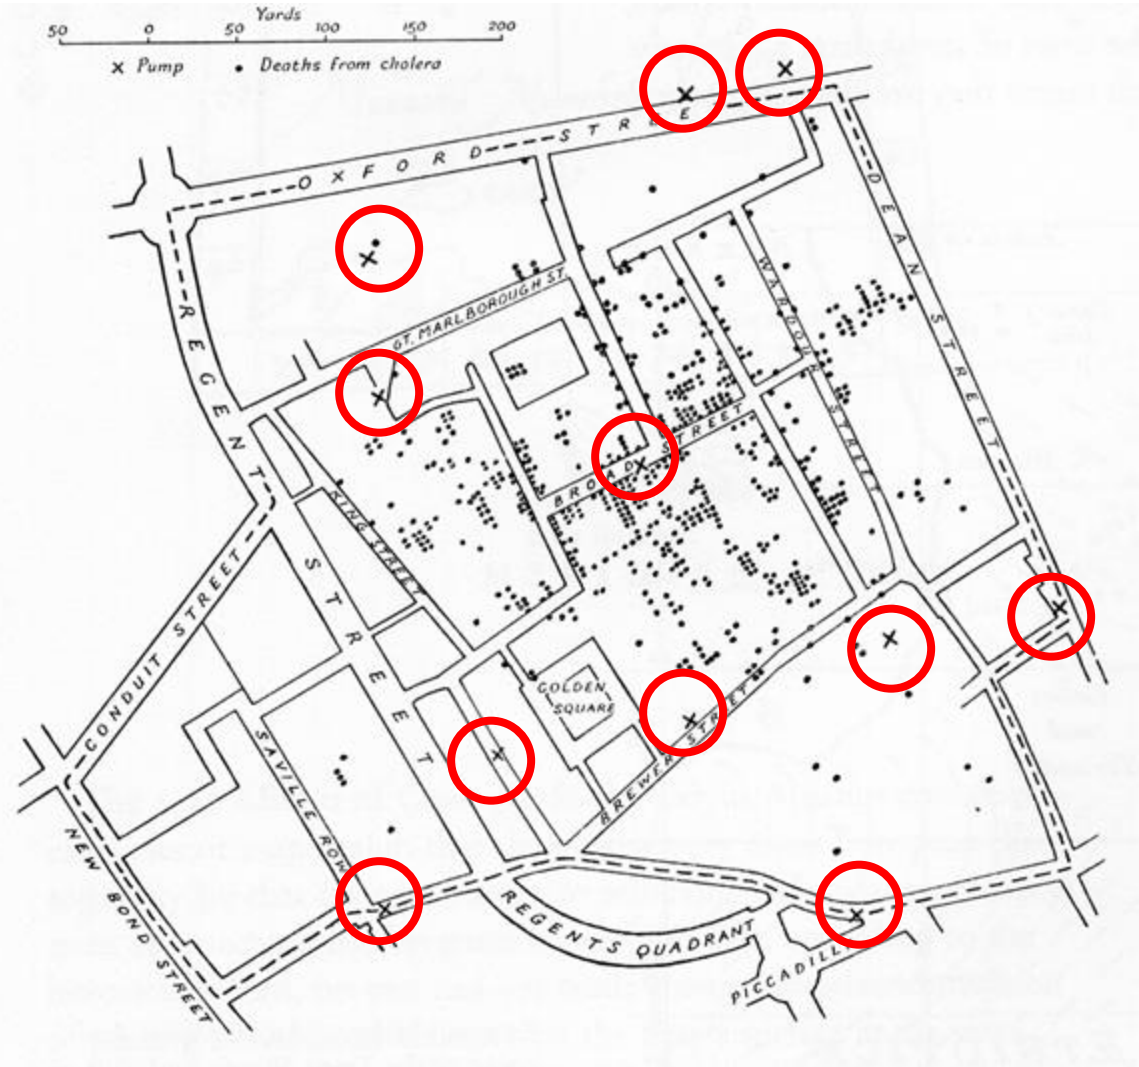 Yards
50 0 50 100 150 200
× Pump • Deaths from cholera
OXFORD STREE
DEAN STREET
REGENT STREET
GT. MARLBOROUGH ST.
WARDOUR STREET
BROAD STREET
KING STREET
CONDUIT STREET
GOLDEN
SQUARE
BREWER STREET
SAVILLE ROW
NEW BOND STREET
REGENTS QUADRANT
PICCADILLY